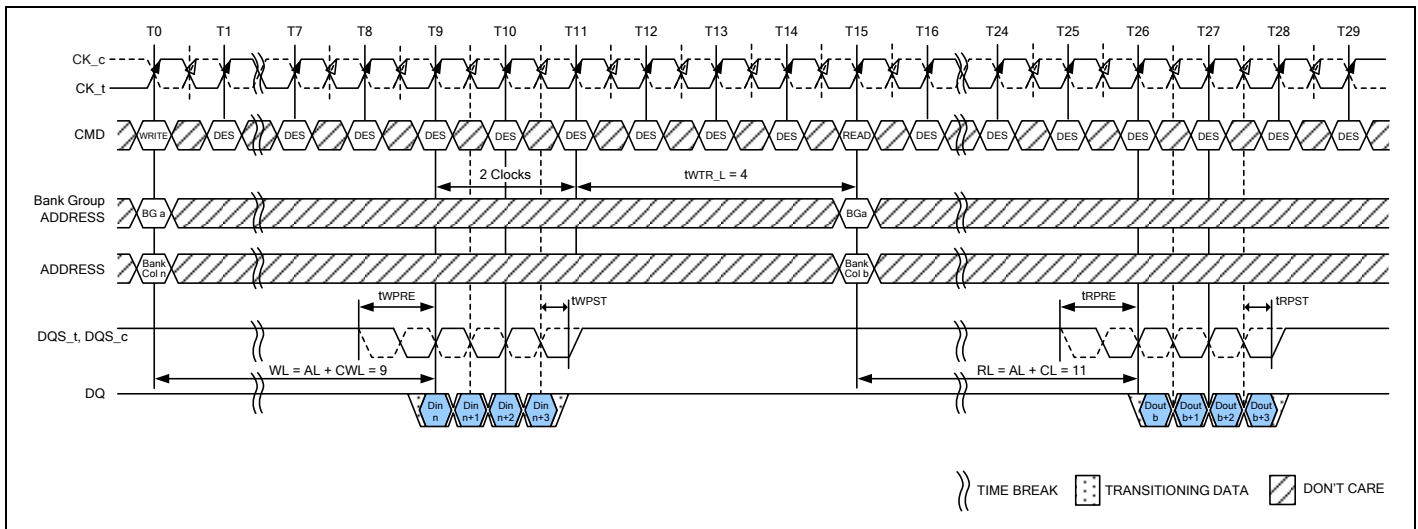 T0 T1 T7 T8 T9 T10 T11 T12 T13 T14 T15 T16 T24 T25 T26 T27 T28 T29
CK_c
CK_t
CMD WRITE DES DES DES DES DES DES DES DES DES READ DES DES DES DES DES DES DES
2 Clocks tWTR_L = 4
Bank Group
ADDRESS BG a BGa
ADDRESS Bank
Col n Bank
Col b
tWPRE tWPST tRPRE tRPST
DQS_t, DQS_c
WL = AL + CWL = 9 RL = AL + CL = 11
DQ Din
n Din
n+1 Din
n+2 Din
n+3 Dout
b Dout
b+1 Dout
b+2 Dout
b+3
TIME BREAK TRANSITIONING DATA DON'T CARE